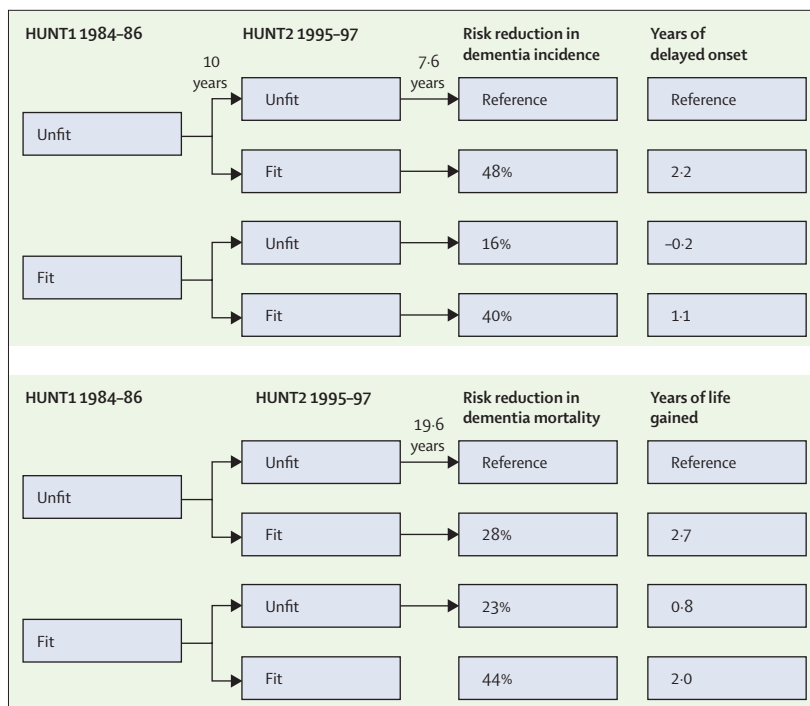 HUNT1 1984–86
HUNT2 1995–97
Risk reduction in
dementia incidence
Years of
delayed onset
10
years
7·6
years
Unfit
Unfit
Reference
Reference
Fit
48%
2·2
Fit
Unfit
16%
–0·2
Fit
40%
1·1
HUNT1 1984–86
HUNT2 1995–97
Risk reduction in
dementia mortality
Years of life
gained
19·6
years
Unfit
Unfit
Reference
Reference
Fit
28%
2·7
Fit
Unfit
23%
0·8
Fit
44%
2·0